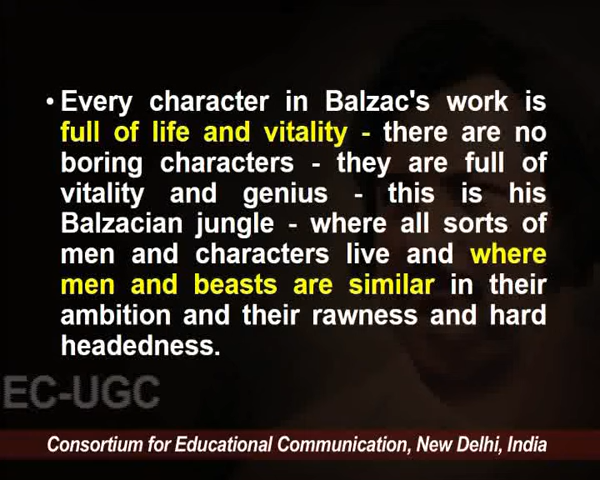 • Every character in Balzac's work is
full of life and vitality - there are no
boring characters - they are full of
vitality and genius - this is his
Balzacian jungle - where all sorts of
men and characters live and where
men and beasts are similar in their
ambition and their rawness and hard
headedness.
EC-UGC
Consortium for Educational Communication, New Delhi, India